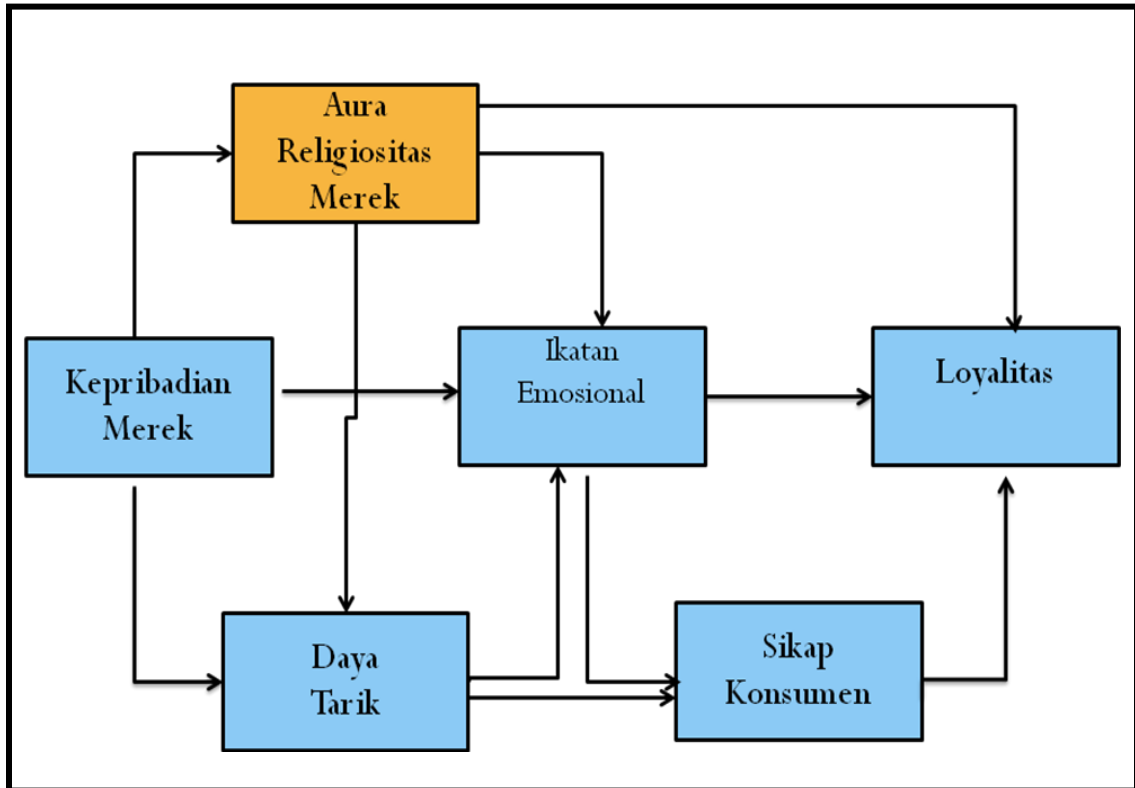 Aura
Religiositas
Merek
Kepribadian
Merek
Ikatan
Emosional
Loyalitas
Daya
Tarik
Sikap
Konsumen